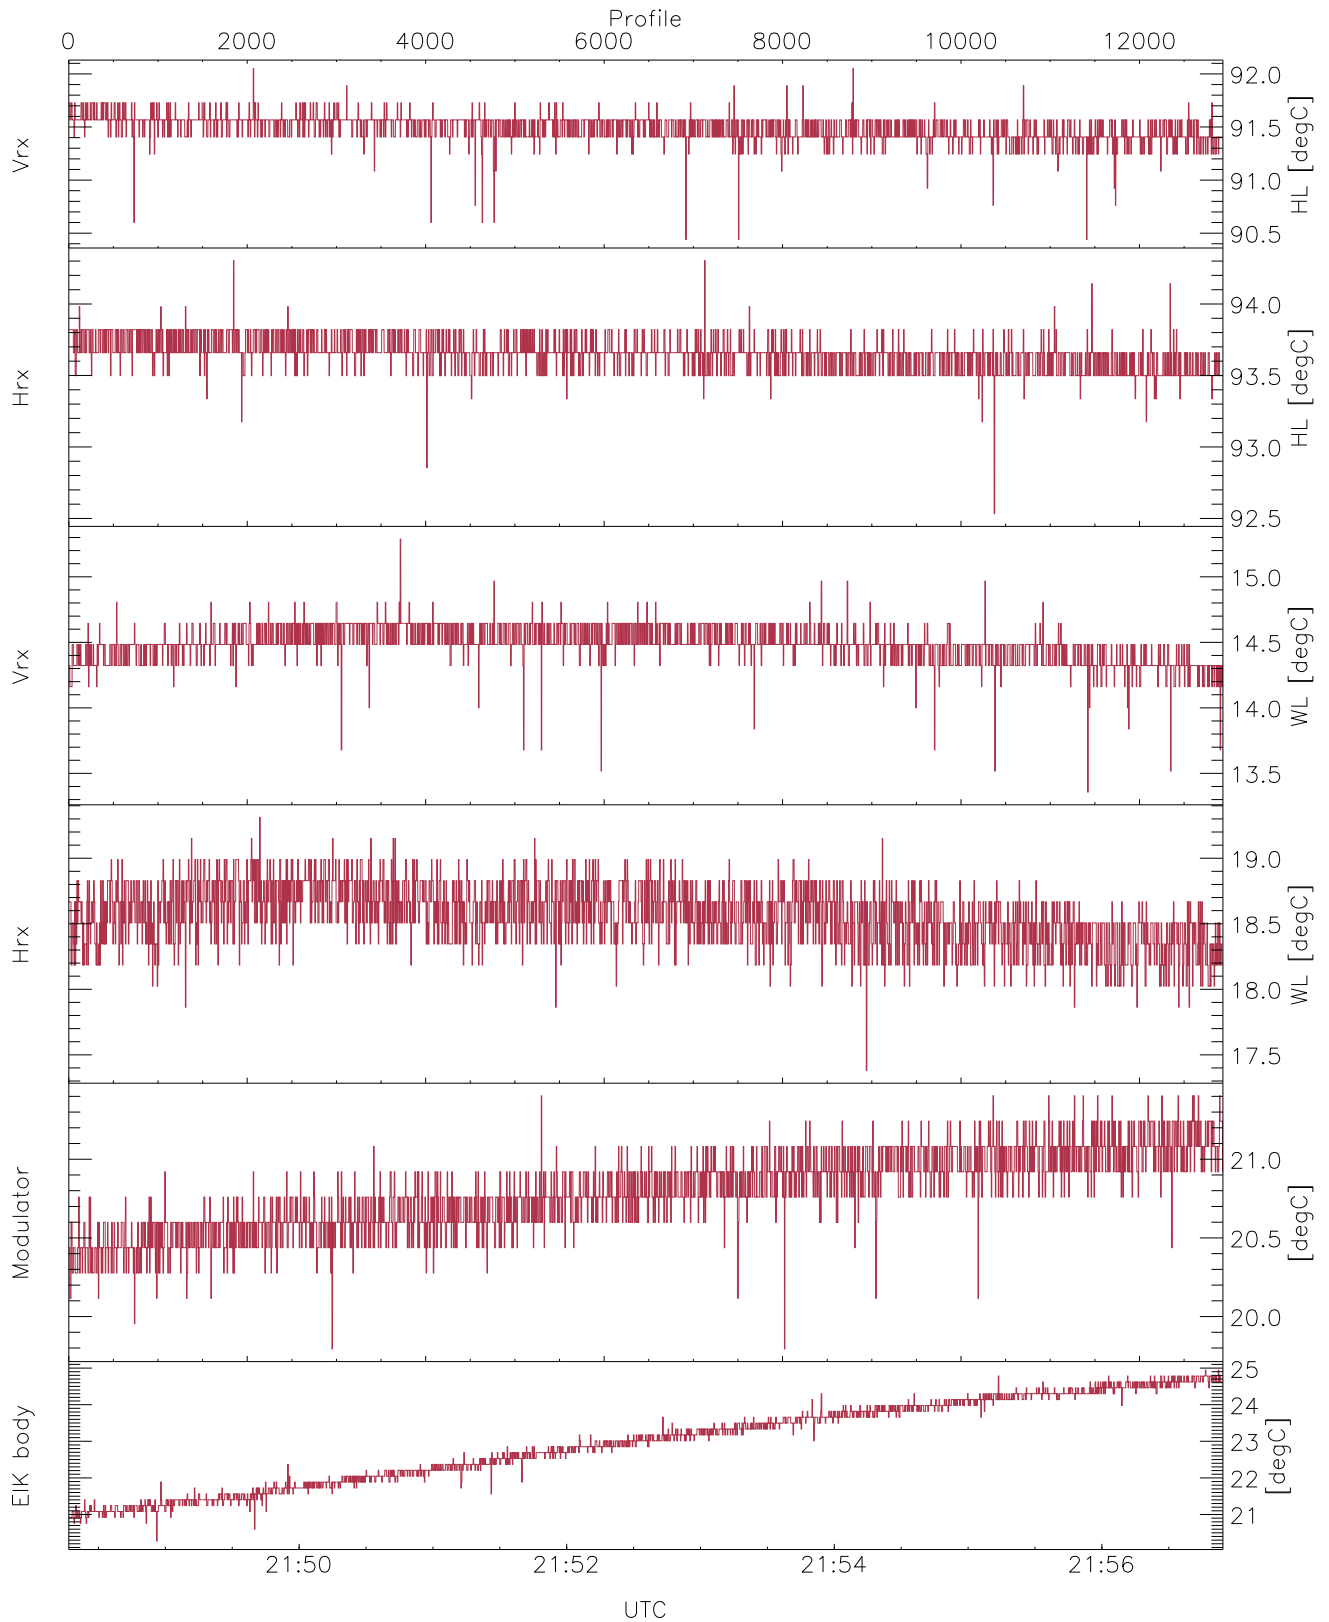 Profile
0 2000 4000 6000 8000 10000 12000
Vrx
92.0
91.5
91.0
90.5
HL [degC]
Hrx
94.0
93.5
93.0
92.5
HL [degC]
Vrx
15.0
14.5
14.0
13.5
WL [degC]
Hrx
19.0
18.5
18.0
17.5
WL [degC]
Modulator
21.0
20.5
20.0
[degC]
EIK body
25
24
23
22
21
[degC]
21:50 21:52 21:54 21:56
UTC